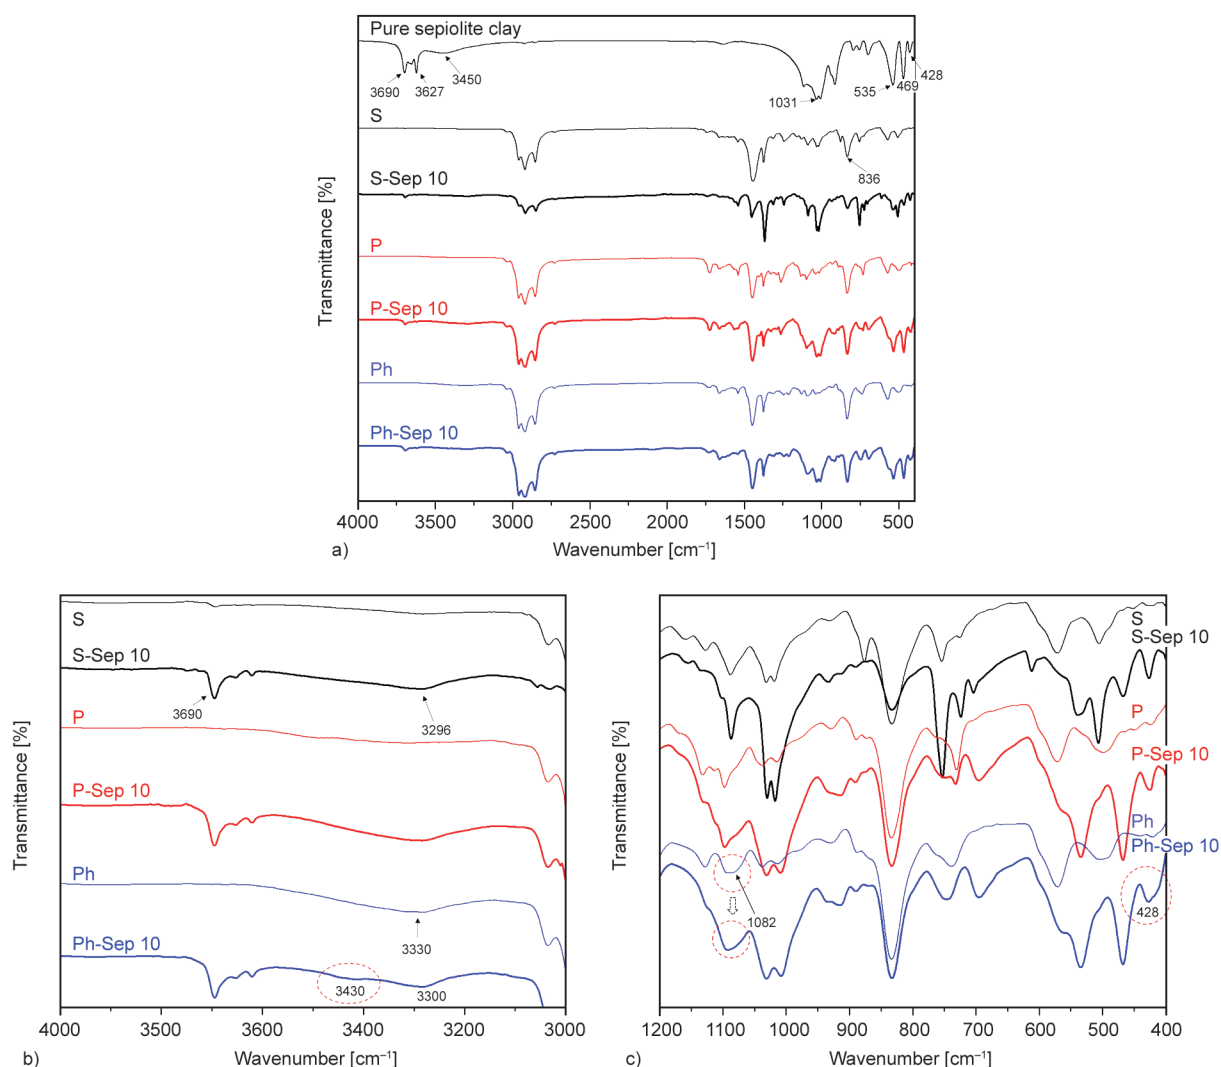 Pure sepiolite clay
3690
3627
3450
1031
535
469
428
S
836
S-Sep 10
P
P-Sep 10
Ph
Ph-Sep 10
Transmittance [%]
4000 3500 3000 2500 2000 1500 1000 500
a)
Wavenumber [cm⁻¹]
S
S-Sep 10
3690
3296
P
P-Sep 10
Ph
3330
Ph-Sep 10
3430
3300
Transmittance [%]
4000 3500 3600 3400 3200 3000
b)
Wavenumber [cm⁻¹]
S
S-Sep 10
P
P-Sep 10
Ph
Ph-Sep 10
1082
428
Transmittance [%]
1200 1100 1000 900 800 700 600 500 400
c)
Wavenumber [cm⁻¹]